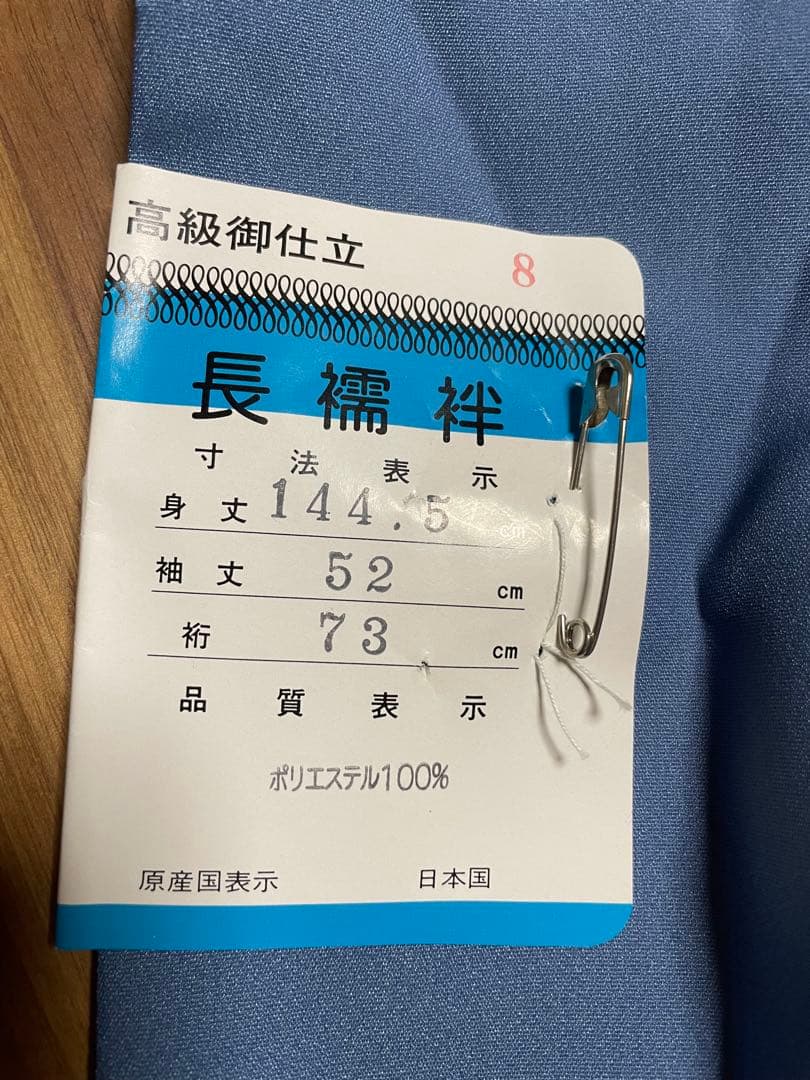 高級御仕立
8
長襦袢
寸法表示
身丈 144.5 cm
袖丈 52 cm
裄 73 cm
品質表示
ポリエステル100%
原産国表示 日本国